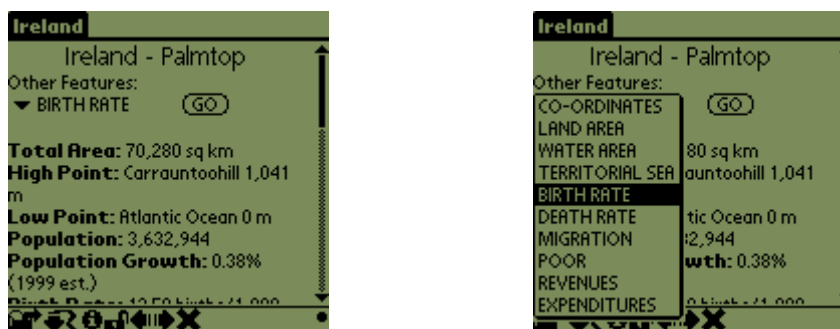 Ireland
Ireland - Palmtop
Other Features:
BIRTH RATE
GO
Total Area: 70,280 sq km
High Point: Carrauntoohill 1,041
m
Low Point: Atlantic Ocean 0 m
Population: 3,632,944
Population Growth: 0.38%
(1999 est.)
Ireland
Ireland - Palmtop
Other Features:
CO-ORDINATES
LAND AREA
WATER AREA
TERRITORIAL SEA
BIRTH RATE
DEATH RATE
MIGRATION
POOR
REVENUES
EXPENDITURES
GO
80 sq km
auntoohill 1,041
tic Ocean 0 m
32,944
wth: 0.38%